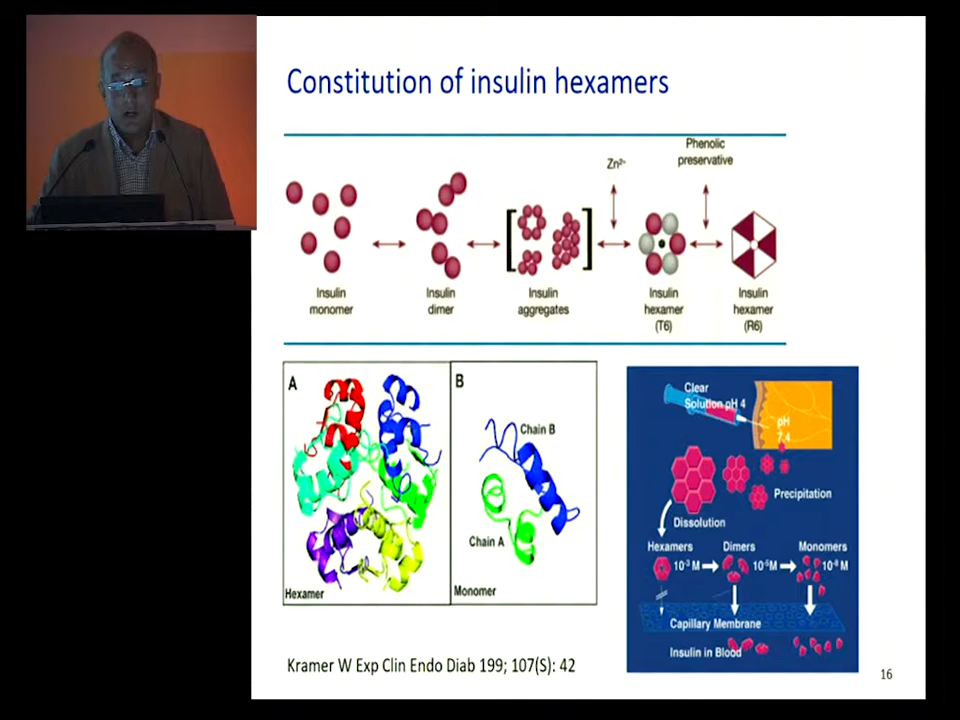 Constitution of insulin hexamers
Phenolic
preservative
Zn²⁺
Insulin
monomer
Insulin
dimer
Insulin
aggregates
Insulin
hexamer
(T6)
Insulin
hexamer
(R6)
A
Hexamer
B
Chain B
Chain A
Monomer
Clear
Solution pH 4
pH
7.4
Precipitation
Dissolution
Hexamers
Dimers
Monomers
10⁻³ M
10⁻⁵M
10⁻⁸ M
Capillary Membrane
Insulin in Blood
Kramer W Exp Clin Endo Diab 199; 107(S): 42
16